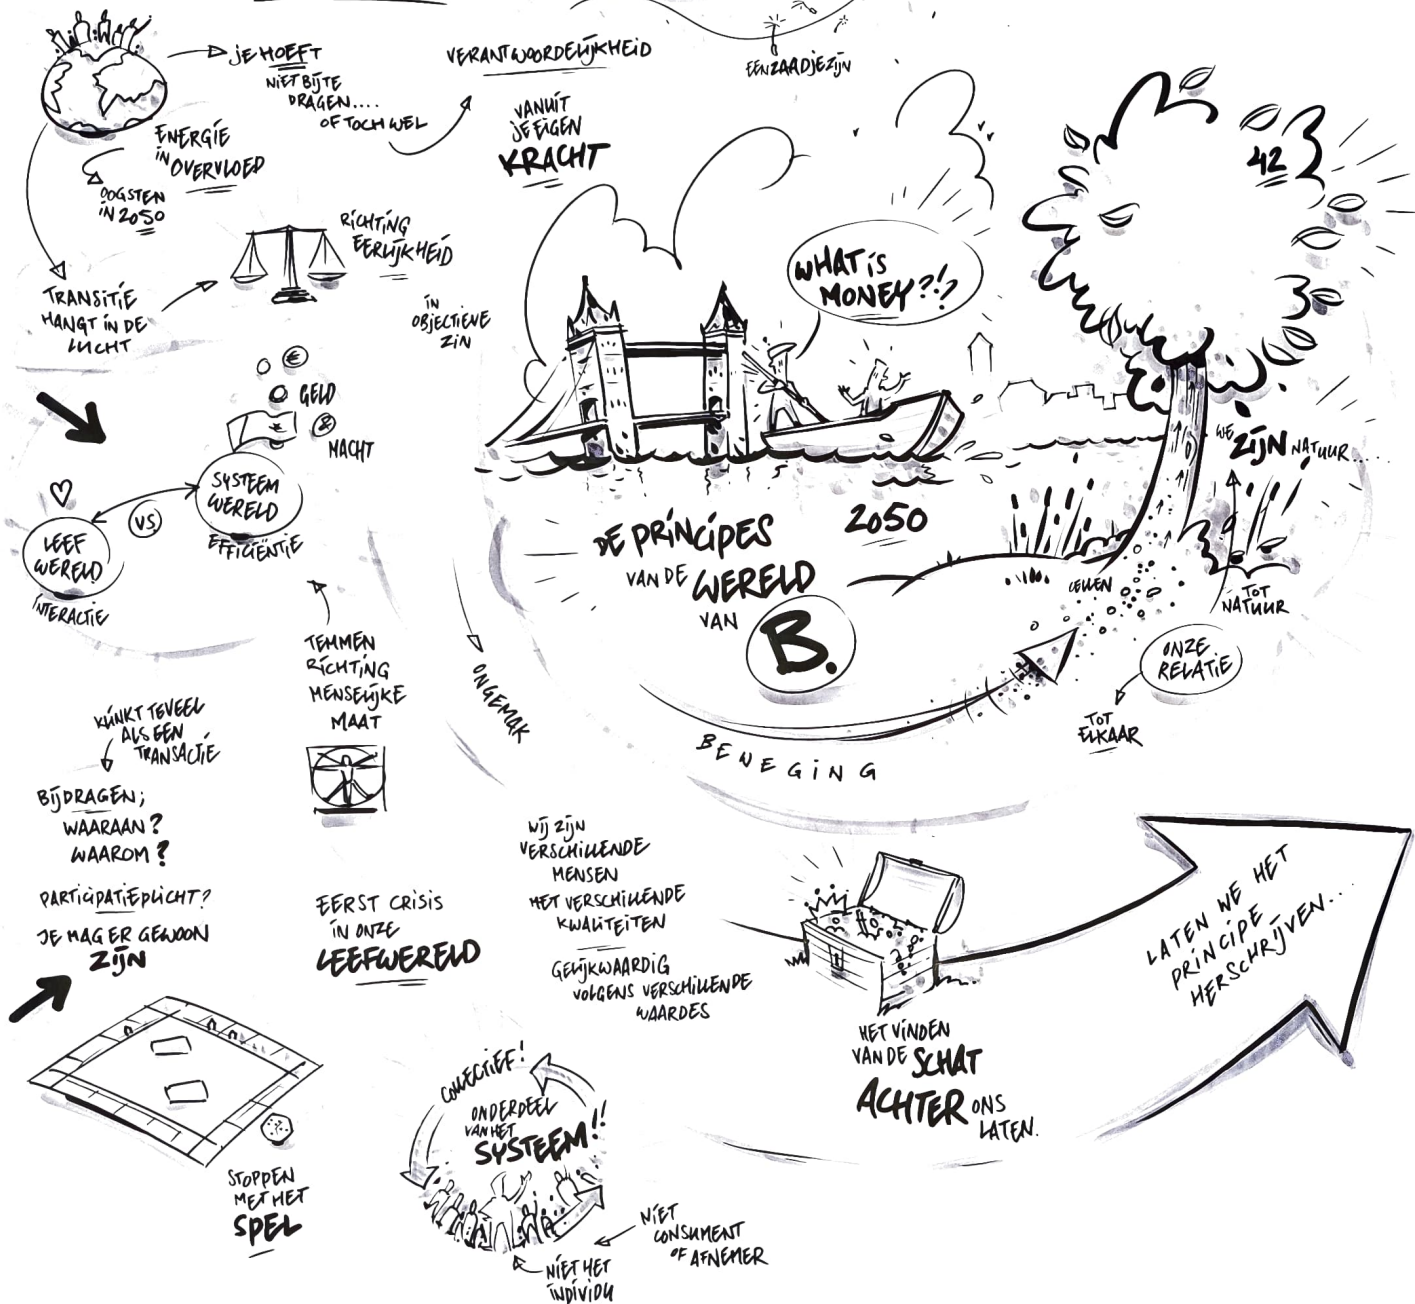 JE HOEFT
NIET BIJ TE
DRAGEN....
OF TOCH WEL
VERANTWOORDELIJKHEID
VANUIT
JE EIGEN
KRACHT
EEN ZAADJE ZIJN
ENERGIE
IN OVERVLOED
OOGSTEN
IN 2050
TRANSITIE
HANGT IN DE
LUCHT
RICHTING
EERLIJKHEID
IN
OBJECTIEVE
ZIN
€
GELD
&
MACHT
SYSTEEM
WERELD
EFFICIËNTIE
VS
LEEF
WERELD
INTERACTIE
TEMMEN
RICHTING
MENSELIJKE
MAAT
ONGEMAK
WHAT IS
MONEY?!?
42
WE ZIJN NATUUR.....
2050
DE PRINCIPES
VAN DE WERELD
VAN
B.
CELLEN
TOT
NATUUR
ONZE
RELATIE
TOT
ELKAAR
BEWEGING
KLINKT TEVEEL
ALS EEN
TRANSACTIE
BIJDRAGEN;
WAARAAN?
WAAROM?
PARTICIPATIEPLICHT?
JE MAG ER GEWOON
ZIJN
EERST CRISIS
IN ONZE
LEEFWERELD
WIJ ZIJN
VERSCHILLENDE
MENSEN
MET VERSCHILLENDE
KWALITEITEN
GELIJKWAARDIG
VOLGENS VERSCHILLENDE
WAARDES
HET VINDEN
VAN DE SCHAT
ACHTER ONS
LATEN.
LATEN WE HET
PRINCIPE
HERSCHRIJVEN...
STOPPEN
MET HET
SPEL
COLLECTIEF!
ONDERDEEL
VAN HET
SYSTEEM!!
NIET
CONSUMENT
OF AFNEMER
NIET HET
INDIVIDU